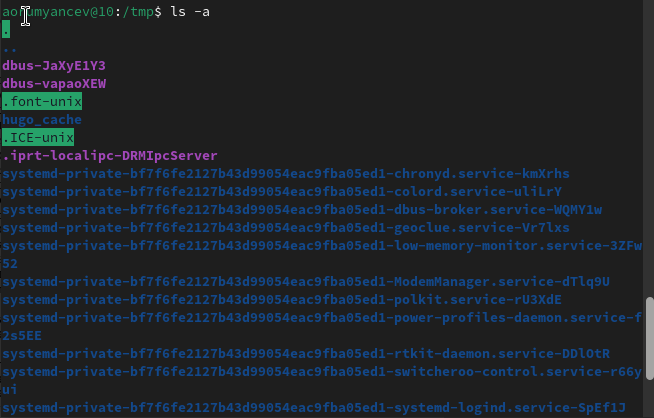 aorumyancev@10:/tmp$ ls -a
.
..
dbus-JaXyE1Y3
dbus-vapaoXEW
.font-unix
hugo_cache
.ICE-unix
.iprt-localipc-DRMIpcServer
systemd-private-bf7f6fe2127b43d99054eac9fba05ed1-chronyd.service-kmXrhs
systemd-private-bf7f6fe2127b43d99054eac9fba05ed1-colord.service-uliLrY
systemd-private-bf7f6fe2127b43d99054eac9fba05ed1-dbus-broker.service-WQMY1w
systemd-private-bf7f6fe2127b43d99054eac9fba05ed1-geoclue.service-Vr7lxs
systemd-private-bf7f6fe2127b43d99054eac9fba05ed1-low-memory-monitor.service-3ZFw
52
systemd-private-bf7f6fe2127b43d99054eac9fba05ed1-ModemManager.service-dTlq9U
systemd-private-bf7f6fe2127b43d99054eac9fba05ed1-polkit.service-rU3XdE
systemd-private-bf7f6fe2127b43d99054eac9fba05ed1-power-profiles-daemon.service-f
2s5EE
systemd-private-bf7f6fe2127b43d99054eac9fba05ed1-rtkit-daemon.service-DDlOtR
systemd-private-bf7f6fe2127b43d99054eac9fba05ed1-switcheroo-control.service-r66y
ui
systemd-private-bf7f6fe2127b43d99054eac9fba05ed1-systemd-logind.service-SpEf1J